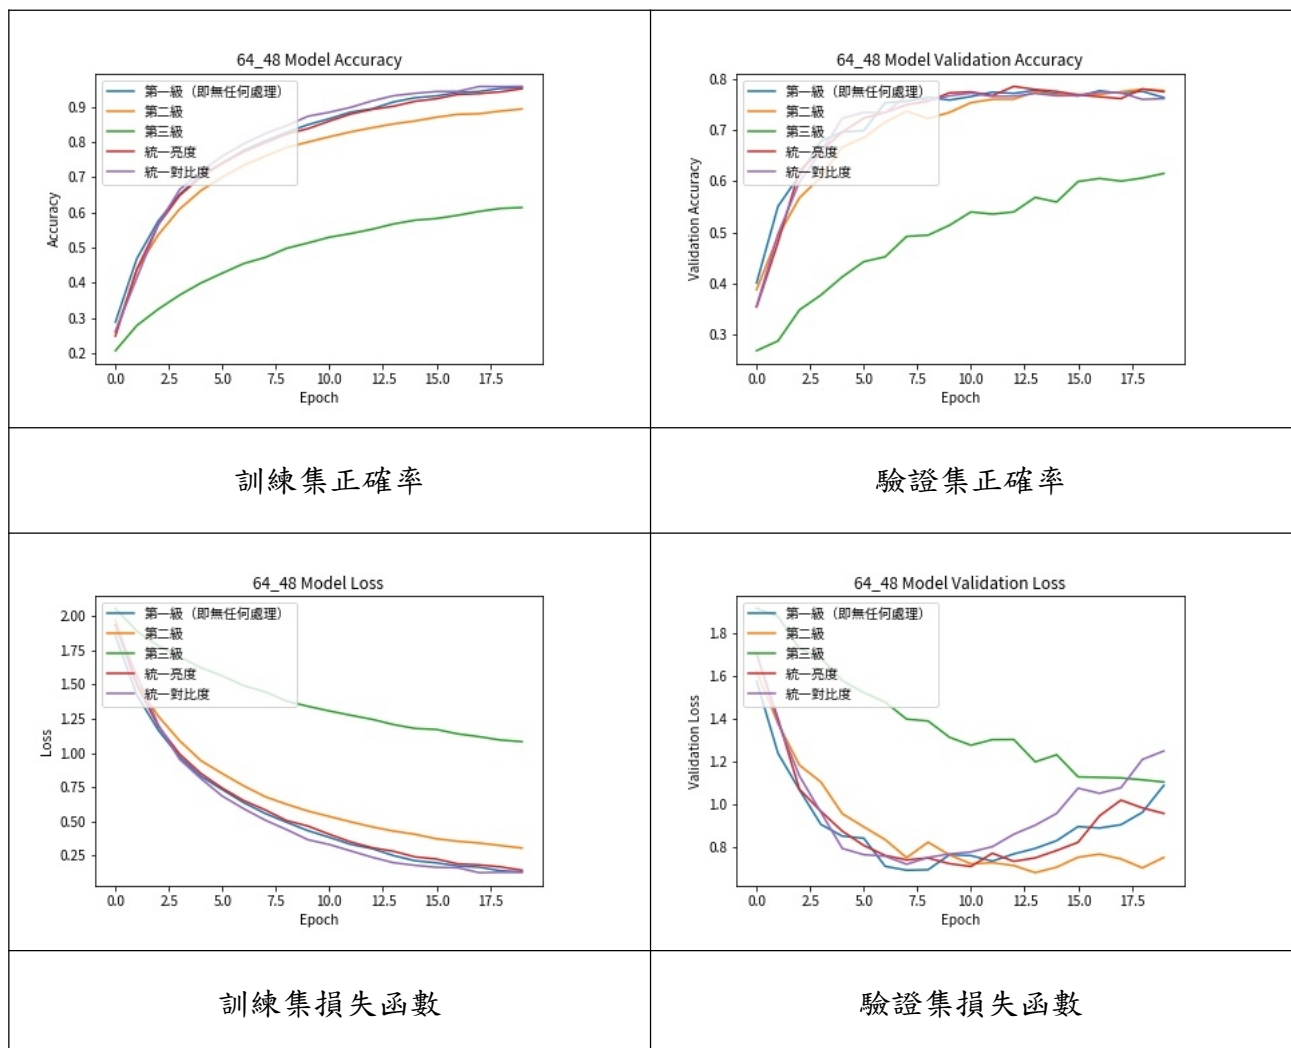 64_48 Model Accuracy
第一級（即無任何處理）
第二級
第三級
統一亮度
統一對比度
Accuracy
0.9
0.8
0.7
0.6
0.5
0.4
0.3
0.2
0.0 2.5 5.0 7.5 10.0 12.5 15.0 17.5
Epoch
64_48 Model Validation Accuracy
第一級（即無任何處理）
第二級
第三級
統一亮度
統一對比度
Validation Accuracy
0.8
0.7
0.6
0.5
0.4
0.3
0.0 2.5 5.0 7.5 10.0 12.5 15.0 17.5
Epoch
訓練集正確率
驗證集正確率
64_48 Model Loss
第一級（即無任何處理）
第二級
第三級
統一亮度
統一對比度
Loss
2.00
1.75
1.50
1.25
1.00
0.75
0.50
0.25
0.0 2.5 5.0 7.5 10.0 12.5 15.0 17.5
Epoch
64_48 Model Validation Loss
第一級（即無任何處理）
第二級
第三級
統一亮度
統一對比度
Validation Loss
1.8
1.6
1.4
1.2
1.0
0.8
0.0 2.5 5.0 7.5 10.0 12.5 15.0 17.5
Epoch
訓練集損失函數
驗證集損失函數